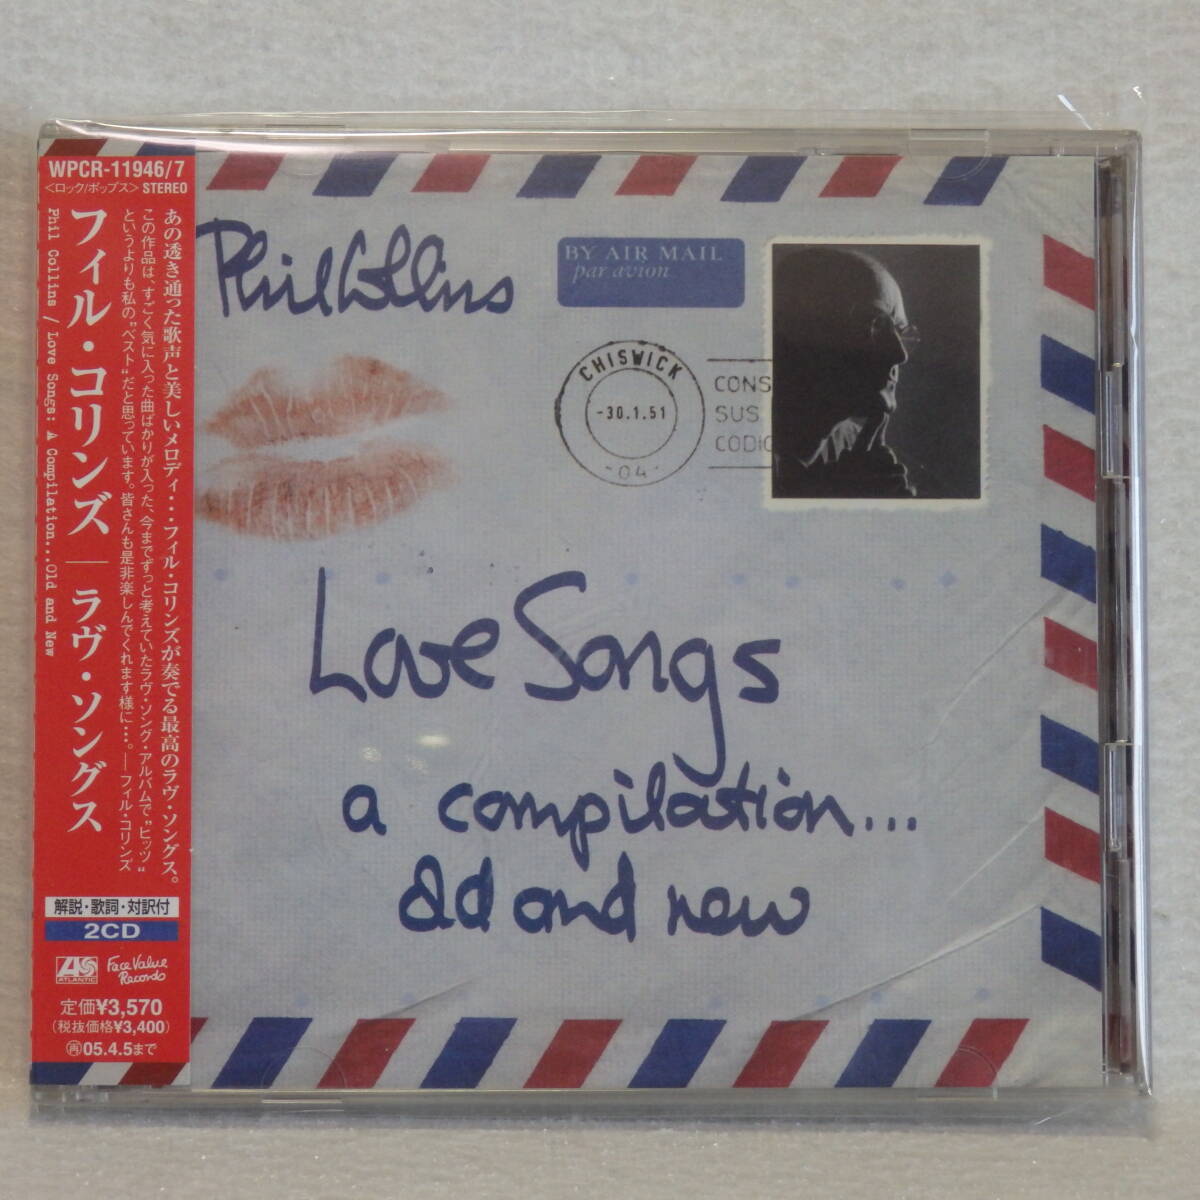 WPCR-11946/7
<ロック/ポップス> STEREO
あの透き通った歌声と美しいメロディ・・・フィル・コリンズが奏でる最高のラヴ・ソングス。
この作品は、すごく気に入った曲ばかりが入った、今までずっと考えていたラヴ・ソング・アルバムで"ヒッツ"
というよりも私の"ベスト"だと思っています。皆さんも是非楽しんでくれます様に…。―フィル・コリンズ
フィル・コリンズ｜ラヴ・ソングス
Phil Collins / Love Songs: A Compilation...Old and New
解説・歌詞・対訳付
2CD
ATLANTIC
Face Value
Records
定価¥3,570
(税抜価格¥3,400)
再05.4.5まで
Phil Collins
BY AIR MAIL
par avion
CHISWICK
-30.1.51
-04-
CONS
SUS
CODIC
Love Songs
a compilation...
old and new